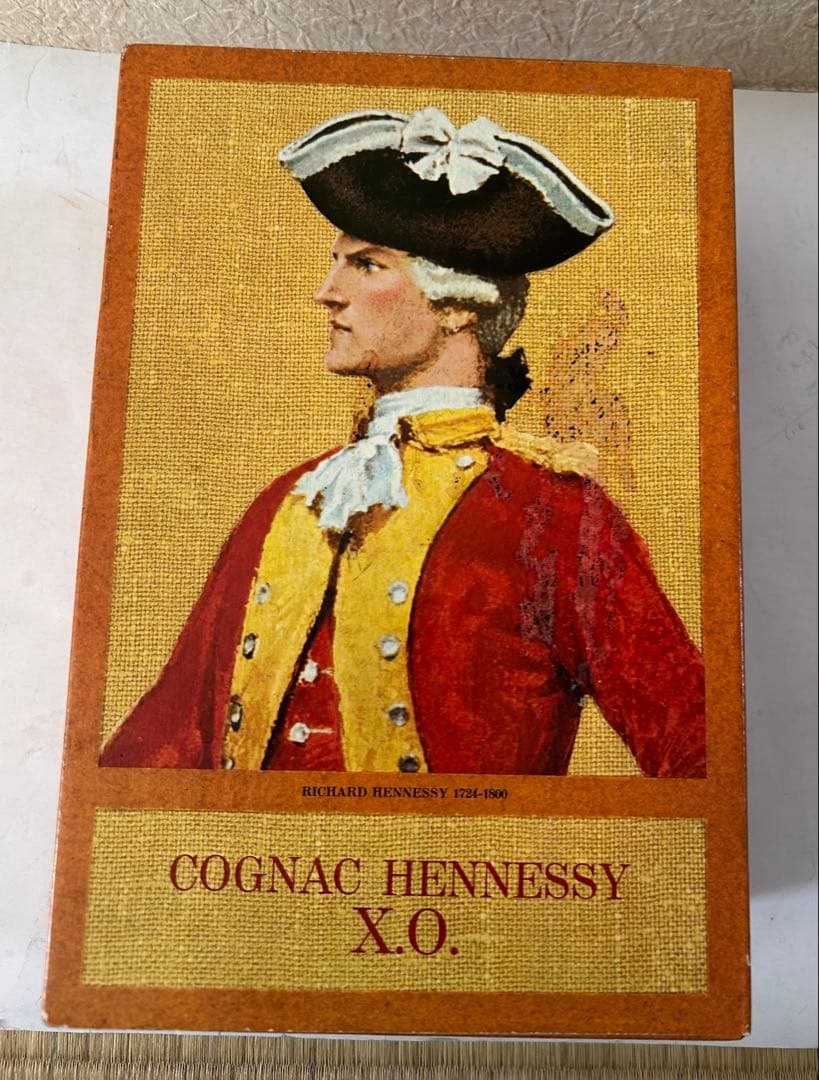 RICHARD HENNESSY 1724-1800
COGNAC HENNESSY
X.O.